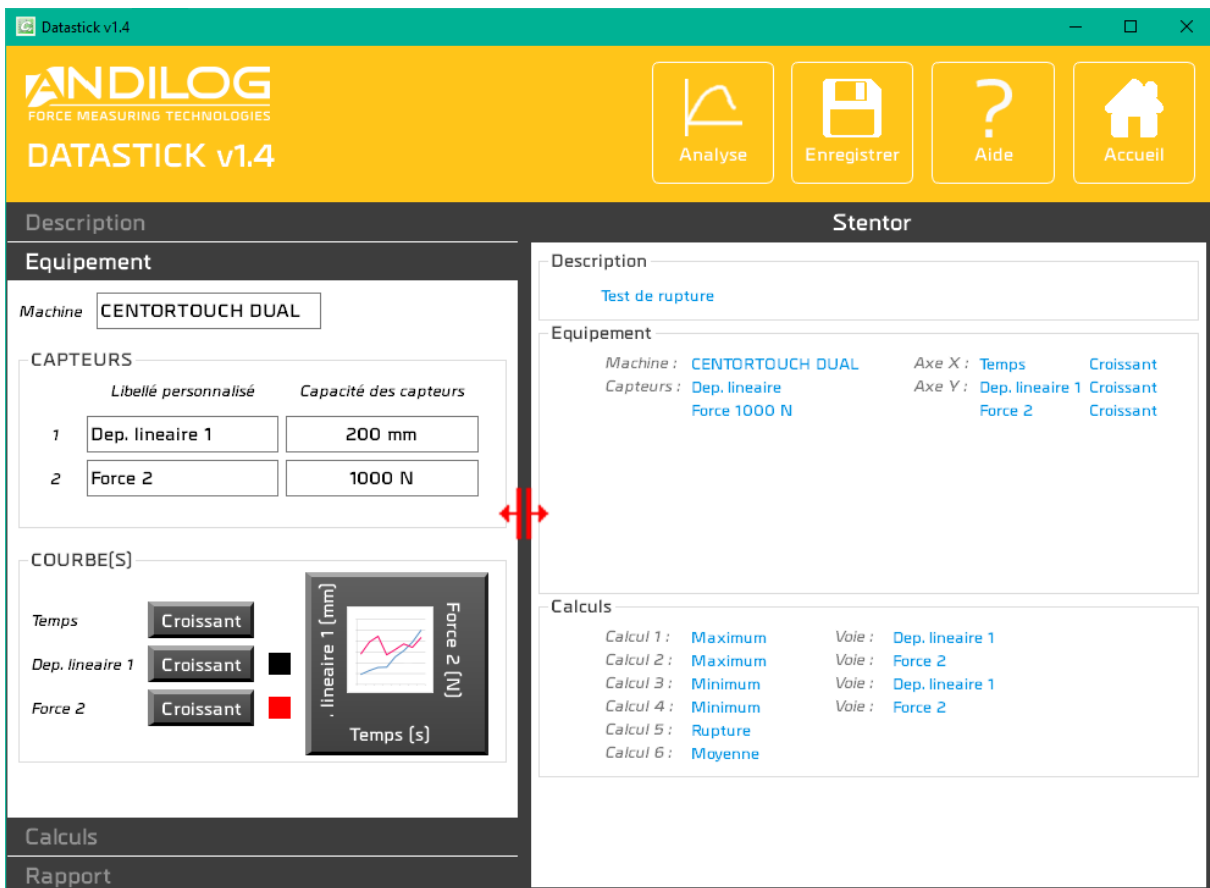 Datastick v1.4
ANDILOG
FORCE MEASURING TECHNOLOGIES
DATASTICK v1.4
Analyse
Enregistrer
Aide
Accueil
Description
Equipement
Machine CENTORTOUCH DUAL
CAPTEURS
Libellé personnalisé Capacité des capteurs
1 Dep. lineaire 1 200 mm
2 Force 2 1000 N
COURBE(S)
Temps Croissant
Dep. lineaire 1 Croissant
Force 2 Croissant
. lineaire 1 (mm)
Force 2 (N)
Temps (s)
Calculs
Rapport
Stentor
Description
Test de rupture
Equipement
Machine : CENTORTOUCH DUAL Axe X : Temps Croissant
Capteurs : Dep. lineaire Axe Y : Dep. lineaire 1 Croissant
Force 1000 N Force 2 Croissant
Calculs
Calcul 1 : Maximum Voie : Dep. lineaire 1
Calcul 2 : Maximum Voie : Force 2
Calcul 3 : Minimum Voie : Dep. lineaire 1
Calcul 4 : Minimum Voie : Force 2
Calcul 5 : Rupture
Calcul 6 : Moyenne